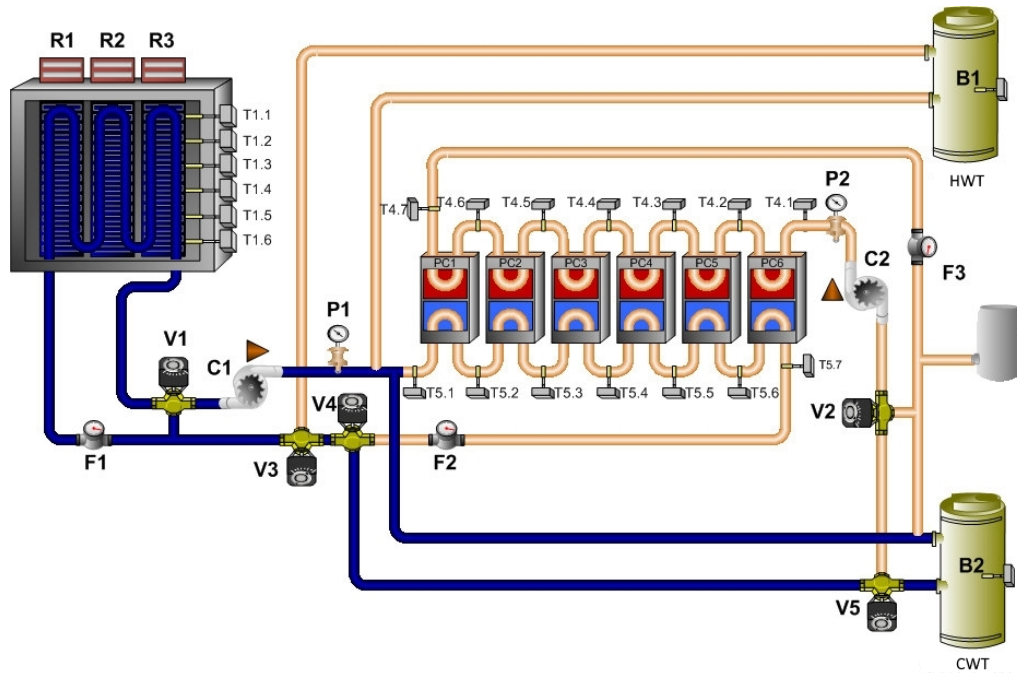 R1 R2 R3
T1.1
T1.2
T1.3
T1.4
T1.5
T1.6
B1
HWT
P2
T4.7 T4.6 T4.5 T4.4 T4.3 T4.2 T4.1
C2
F3
PC1 PC2 PC3 PC4 PC5 PC6
P1
V1
C1
T5.7
T5.1 T5.2 T5.3 T5.4 T5.5 T5.6
V4
V2
F1
V3
F2
B2
V5
CWT